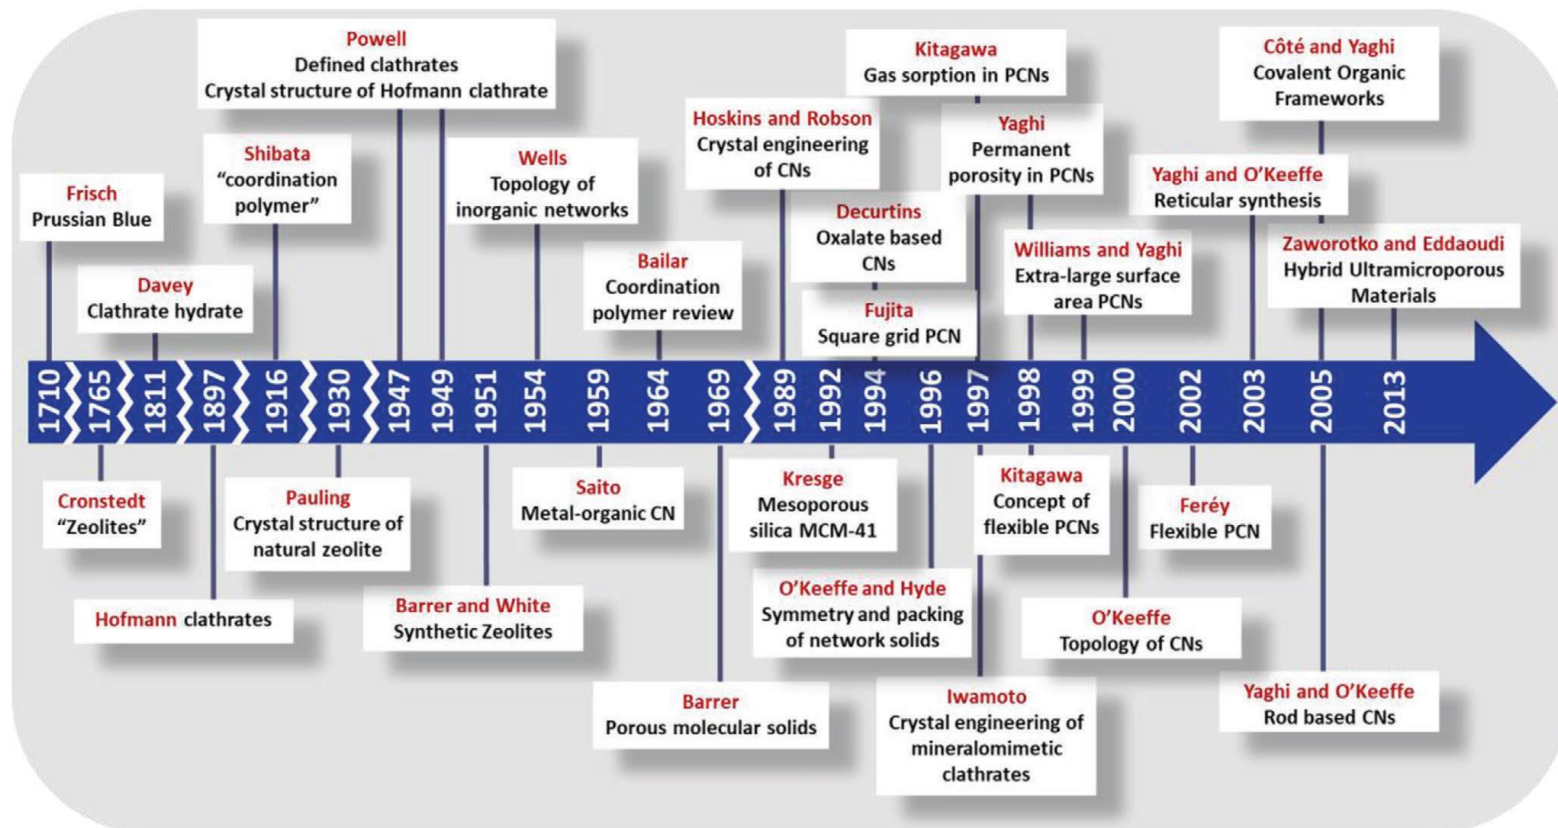 Powell
Defined clathrates
Crystal structure of Hofmann clathrate
Kitagawa
Gas sorption in PCNs
Côté and Yaghi
Covalent Organic
Frameworks
Hoskins and Robson
Crystal engineering
of CNs
Yaghi
Permanent
porosity in PCNs
Shibata
“coordination
polymer”
Wells
Topology of
inorganic networks
Yaghi and O’Keeffe
Reticular synthesis
Frisch
Prussian Blue
Decurtins
Oxalate based
CNs
Davey
Clathrate hydrate
Bailar
Coordination
polymer review
Williams and Yaghi
Extra-large surface
area PCNs
Zaworotko and Eddaoudi
Hybrid Ultramicroporous
Materials
Fujita
Square grid PCN
1710
1765
1811
1897
1916
1930
1947
1949
1951
1954
1959
1964
1969
1989
1992
1994
1996
1997
1998
1999
2000
2002
2003
2005
2013
Cronstedt
“Zeolites”
Pauling
Crystal structure of
natural zeolite
Saito
Metal-organic CN
Kresge
Mesoporous
silica MCM-41
Kitagawa
Concept of
flexible PCNs
Feréy
Flexible PCN
Hofmann clathrates
Barrer and White
Synthetic Zeolites
O’Keeffe and Hyde
Symmetry and packing
of network solids
O’Keeffe
Topology of CNs
Barrer
Porous molecular solids
Iwamoto
Crystal engineering of
mineralomimetic
clathrates
Yaghi and O’Keeffe
Rod based CNs